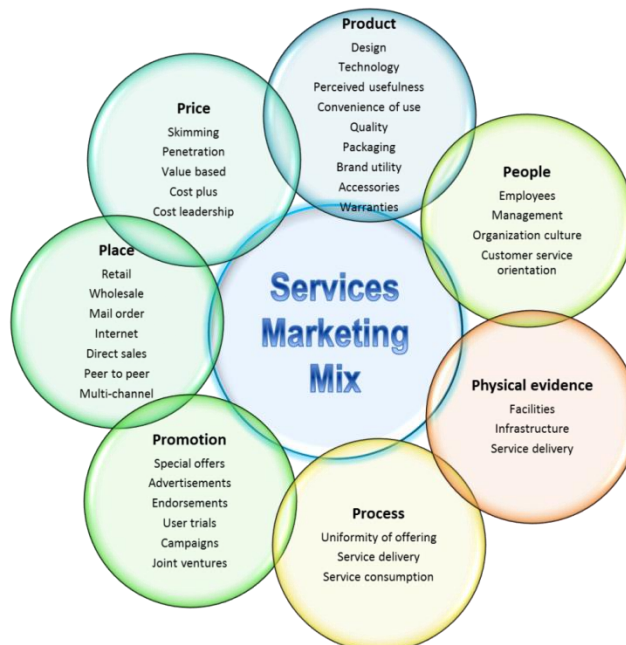 Product
Design
Technology
Perceived usefulness
Convenience of use
Quality
Packaging
Brand utility
Accessories
Warranties
Price
Skimming
Penetration
Value based
Cost plus
Cost leadership
People
Employees
Management
Organization culture
Customer service
orientation
Place
Retail
Wholesale
Mail order
Internet
Direct sales
Peer to peer
Multi-channel
Services
Marketing
Mix
Physical evidence
Facilities
Infrastructure
Service delivery
Promotion
Special offers
Advertisements
Endorsements
User trials
Campaigns
Joint ventures
Process
Uniformity of offering
Service delivery
Service consumption